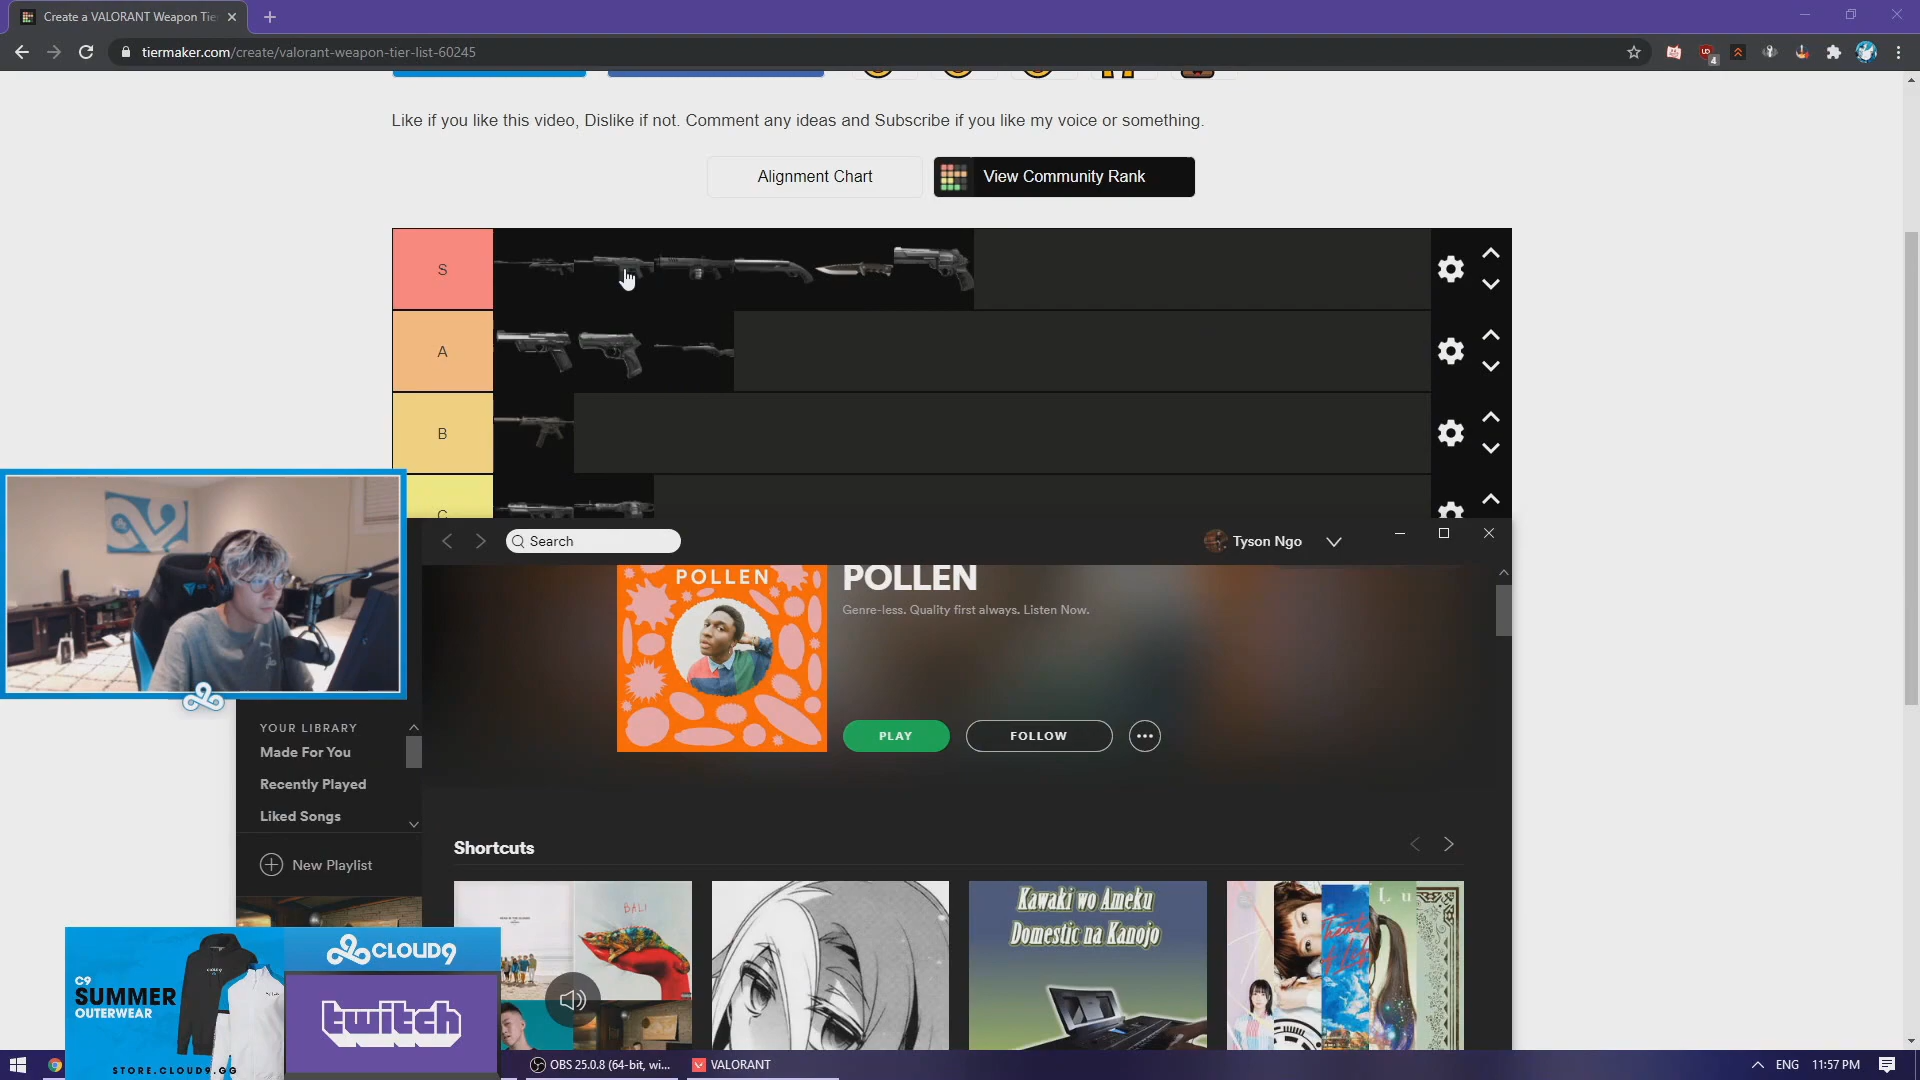 Create a VALORANT Weapon Tie
tiermaker.com/create/valorant-weapon-tier-list-60245
4
Like if you like this video, Dislike if not. Comment any ideas and Subscribe if you like my voice or something.
Alignment Chart
View Community Rank
S
A
B
C
Search
Tyson Ngo
POLLEN
POLLEN
Genre-less. Quality first always. Listen Now.
PLAY
FOLLOW
YOUR LIBRARY
Made For You
Recently Played
Liked Songs
New Playlist
Shortcuts
BALI
Kawaki wo Ameku
Domestic na Kanojo
C9
SUMMER
OUTERWEAR
STORE.CLOUD9.GG
CLOUD9
twitch
OBS 25.0.8 (64-bit, wi...
VALORANT
ENG
11:57 PM